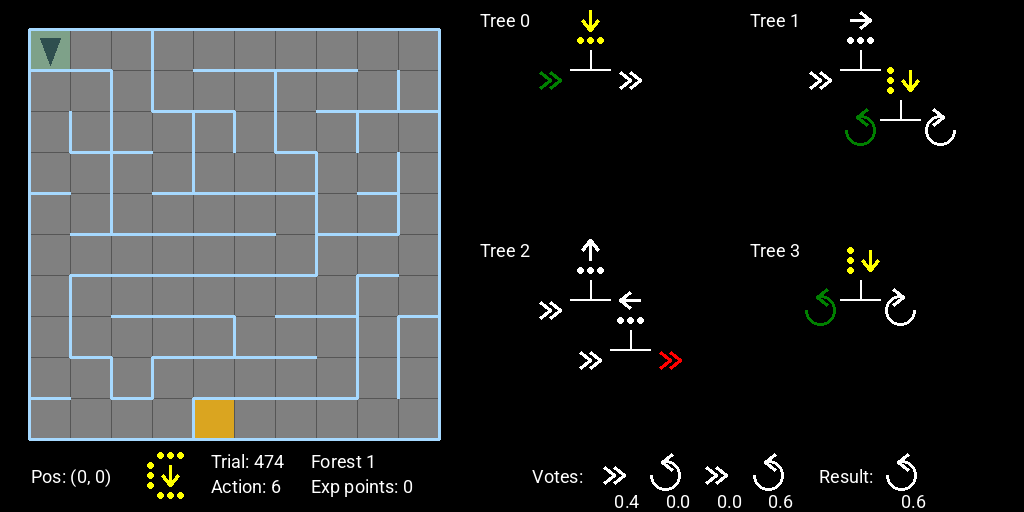 Tree 0
Tree 1
Tree 2
Tree 3
Pos: (0, 0)
Trial: 474
Forest 1
Action: 6
Exp points: 0
Votes:
0.4
0.0
0.0
0.6
Result:
0.6